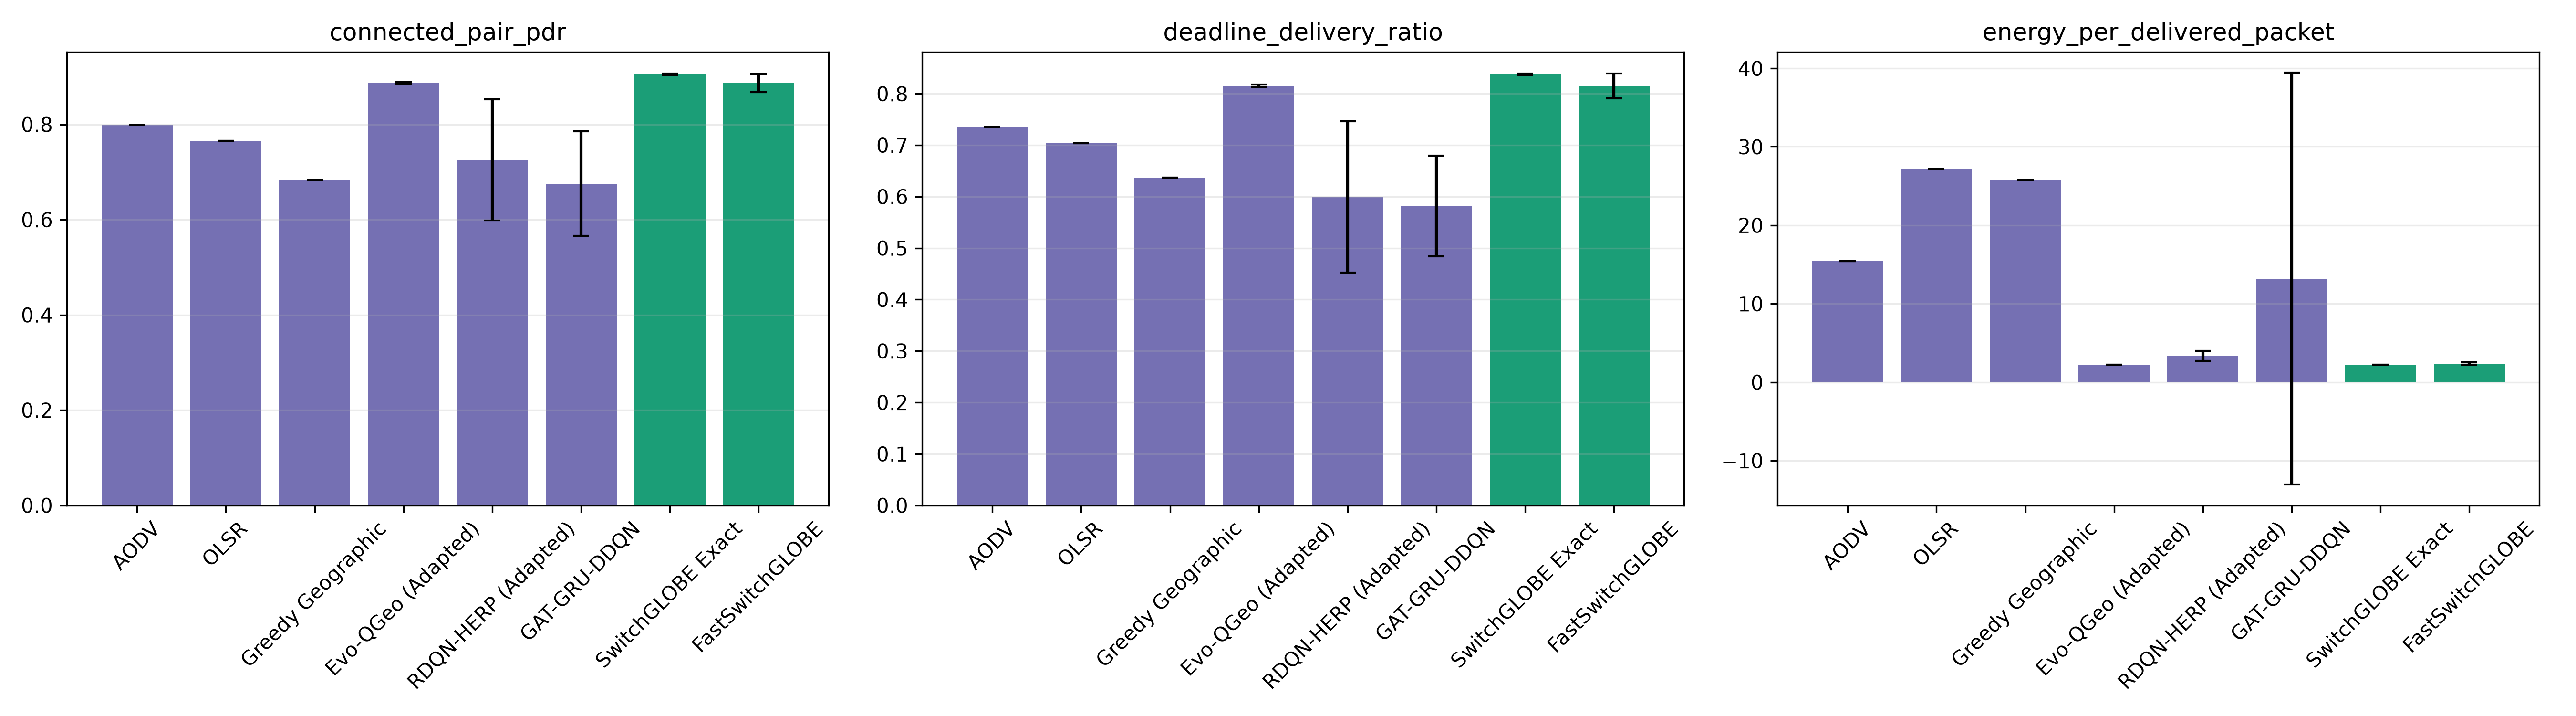 connected_pair_pdr
0.8
0.6
0.4
0.2
0.0
AODV
OLSR
Greedy Geographic
Evo-QGeo (Adapted)
RDQN-HERP (Adapted)
GAT-GRU-DDQN
SwitchGLOBE Exact
FastSwitchGLOBE
deadline_delivery_ratio
0.8
0.7
0.6
0.5
0.4
0.3
0.2
0.1
0.0
AODV
OLSR
Greedy Geographic
Evo-QGeo (Adapted)
RDQN-HERP (Adapted)
GAT-GRU-DDQN
SwitchGLOBE Exact
FastSwitchGLOBE
energy_per_delivered_packet
40
30
20
10
0
−10
AODV
OLSR
Greedy Geographic
Evo-QGeo (Adapted)
RDQN-HERP (Adapted)
GAT-GRU-DDQN
SwitchGLOBE Exact
FastSwitchGLOBE